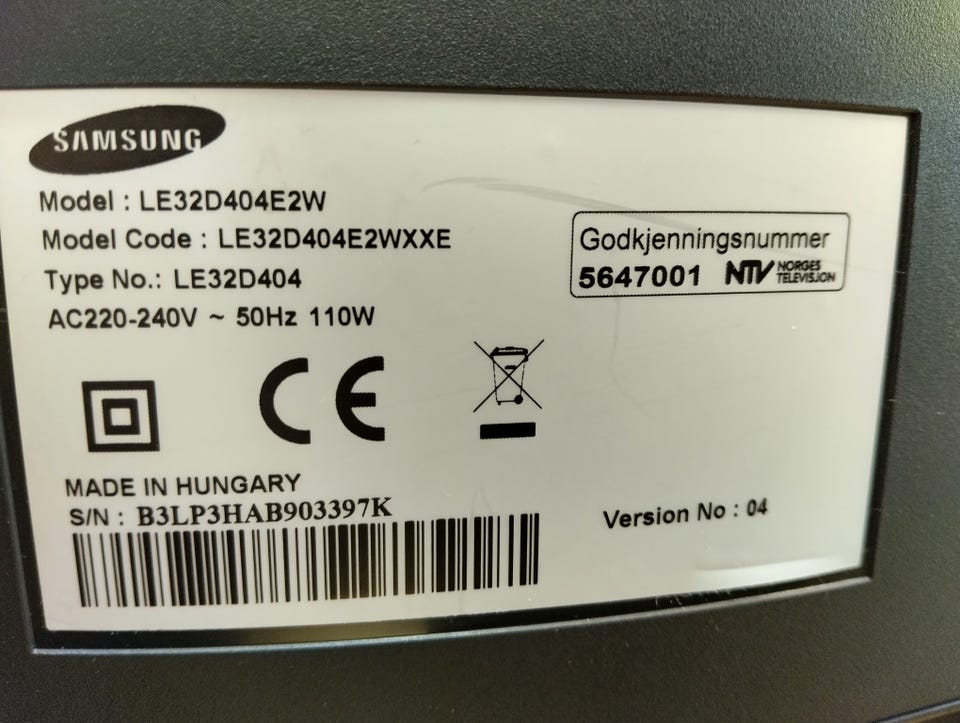 SAMSUNG
Model : LE32D404E2W
Model Code : LE32D404E2WXXE
Type No.: LE32D404
AC220-240V ~ 50Hz 110W
Godkjenningsnummer
5647001 NTV NORGES TELEVISJON
CE
MADE IN HUNGARY
S/N : B3LP3HAB903397K
Version No : 04